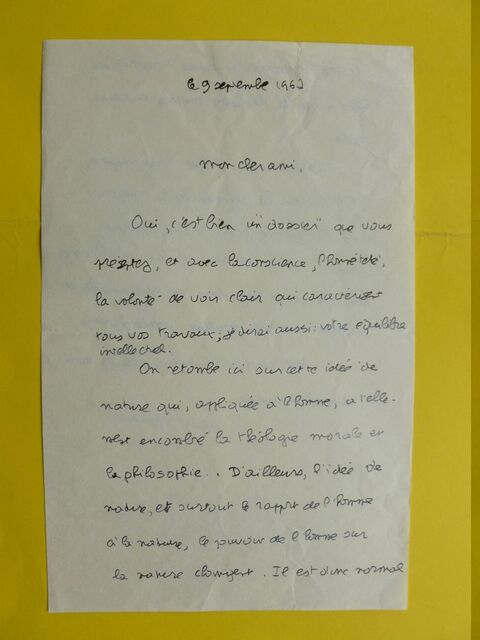 le 9 septembre 1967
Mon cher ami,
Oui, c'est bien un "dossier" que vous
et avec la conscience, l'honnêteté,
la volonté de voir clair qui caractérisent
tous vos travaux, je dirai aussi : votre équilibre
intellectuel.
On retombe ici sur cette idée de
nature qui, appliquée à l'homme, a telle-
ment encombré la théologie morale et
la philosophie. D'ailleurs, l'idée de
nature, et surtout le rapport de l'homme
à la nature, le pouvoir de l'homme sur
la nature changent. Il est donc normal